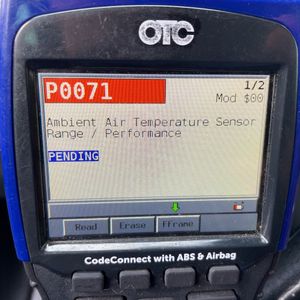 OTC
P0071
1/2
Mod $00
Ambient Air Temperature Sensor
Range / Performance
PENDING
Read
Erase
FFrame
CodeConnect with ABS & Airbag